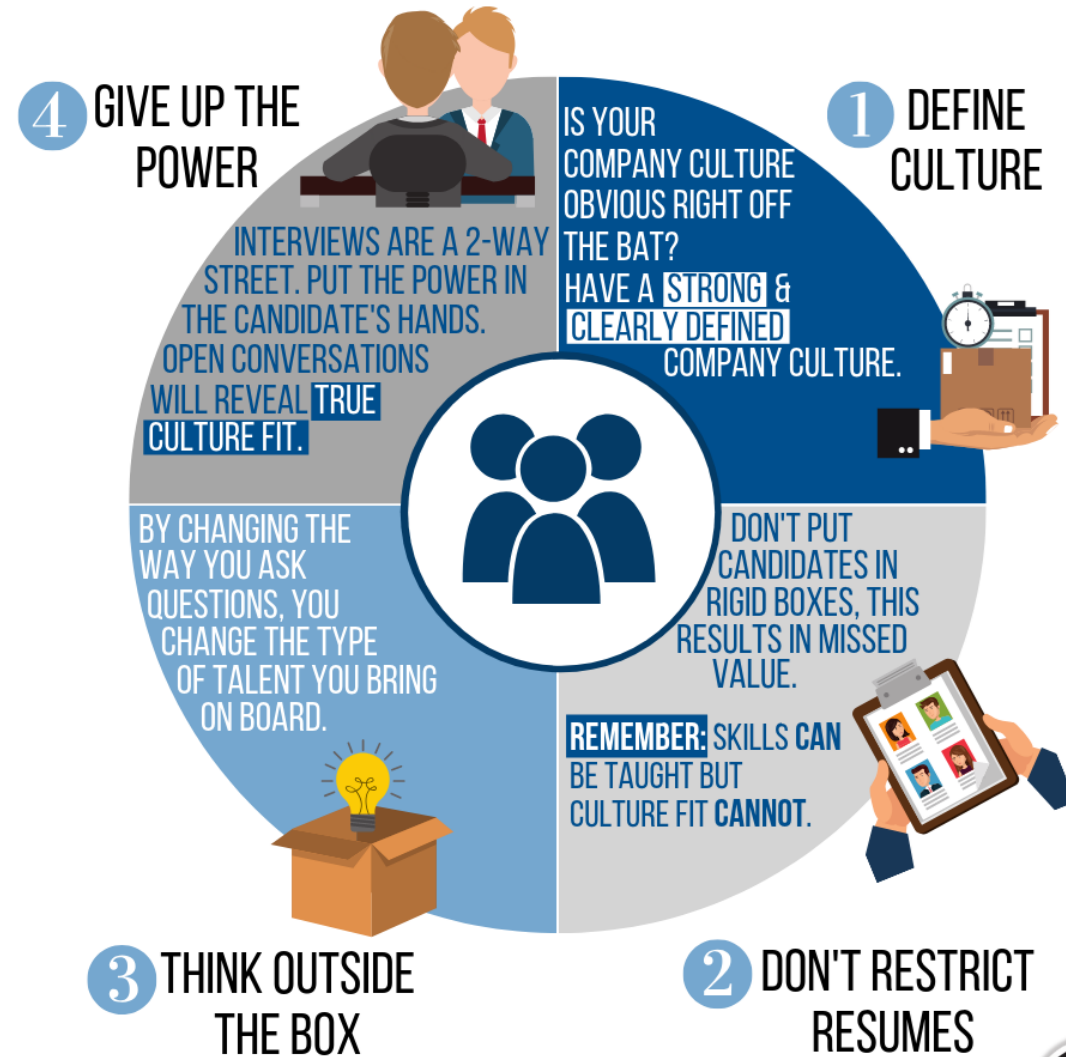 1 DEFINE
CULTURE
IS YOUR
COMPANY CULTURE
OBVIOUS RIGHT OFF
THE BAT?
HAVE A STRONG &
CLEARLY DEFINED
COMPANY CULTURE.
2 DON'T RESTRICT
RESUMES
DON'T PUT
CANDIDATES IN
RIGID BOXES, THIS
RESULTS IN MISSED
VALUE.
REMEMBER: SKILLS CAN
BE TAUGHT BUT
CULTURE FIT CANNOT.
3 THINK OUTSIDE
THE BOX
BY CHANGING THE
WAY YOU ASK
QUESTIONS, YOU
CHANGE THE TYPE
OF TALENT YOU BRING
ON BOARD.
4 GIVE UP THE
POWER
INTERVIEWS ARE A 2-WAY
STREET. PUT THE POWER IN
THE CANDIDATE'S HANDS.
OPEN CONVERSATIONS
WILL REVEAL TRUE
CULTURE FIT.